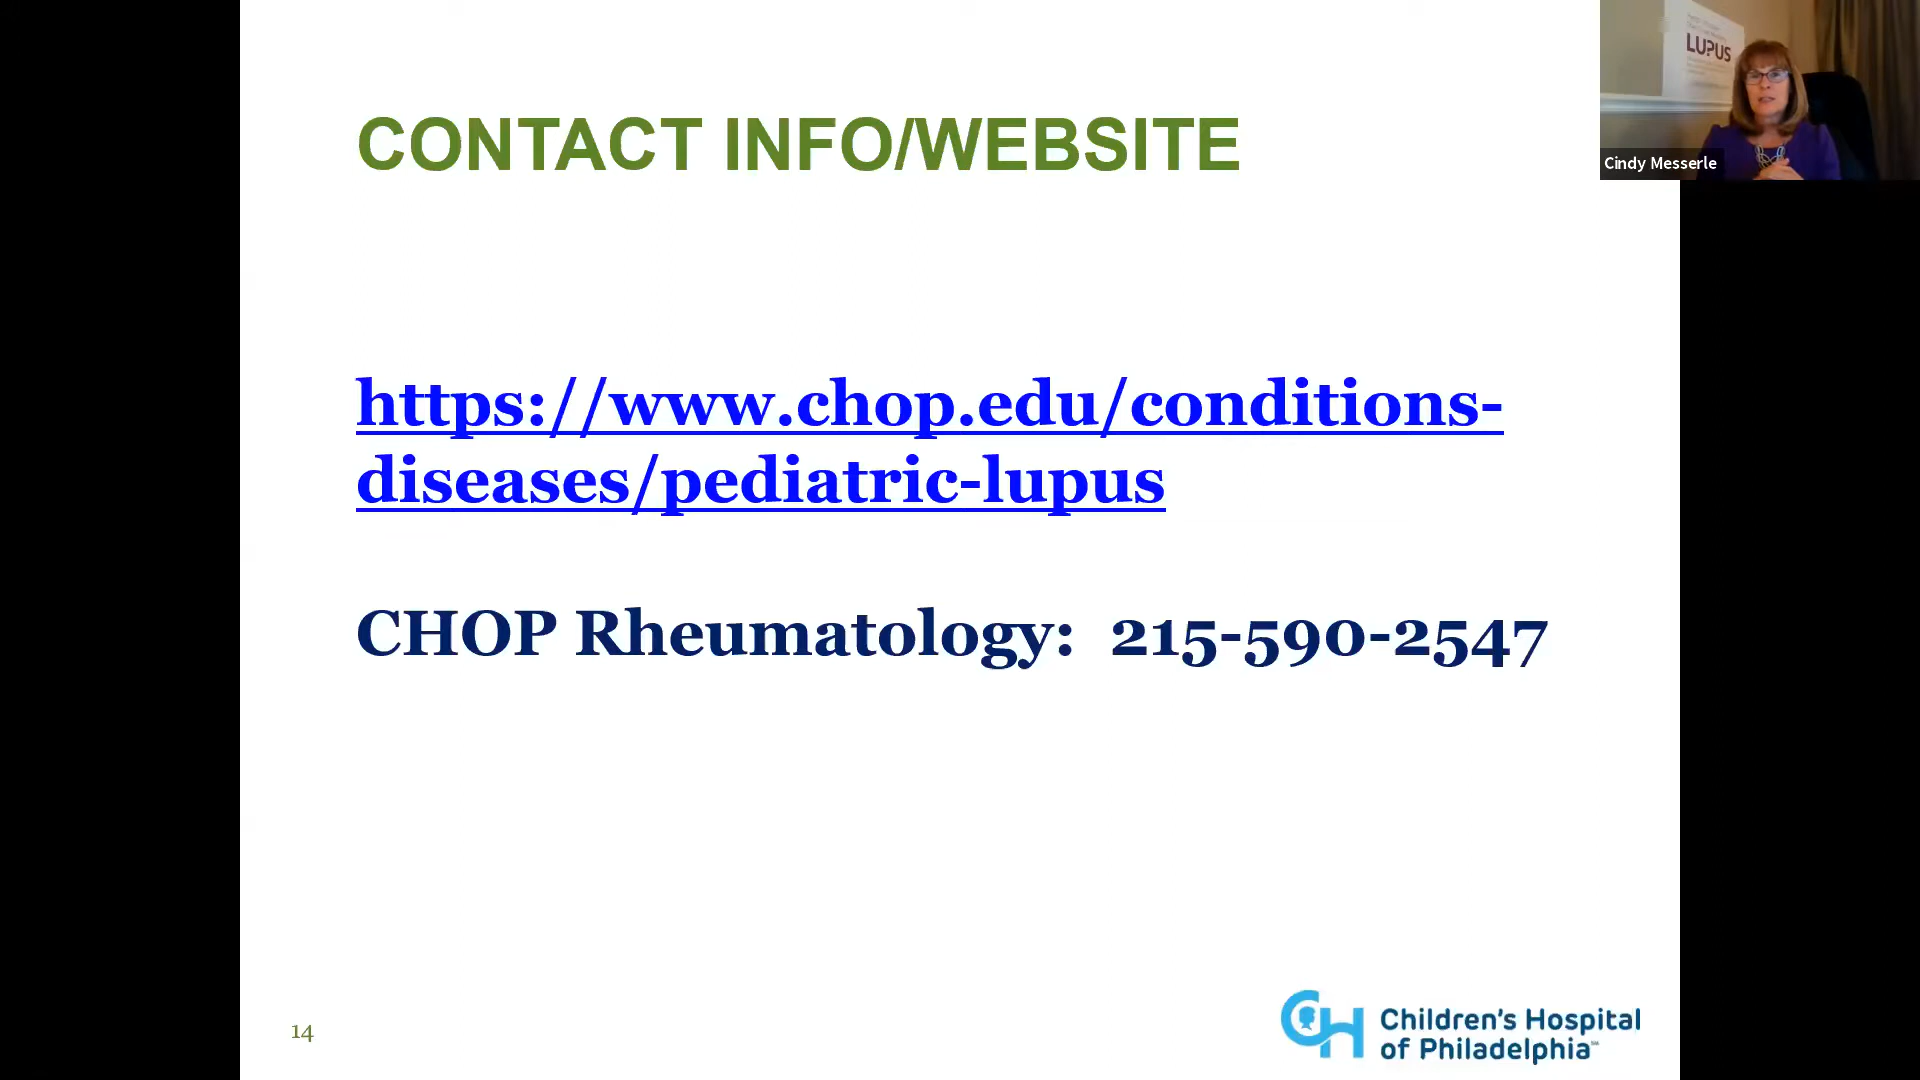 CONTACT INFO/WEBSITE
LUPUS
Cindy Messerle
https://www.chop.edu/conditions-
diseases/pediatric-lupus
CHOP Rheumatology: 215-590-2547
14
CH Children's Hospital
of Philadelphia